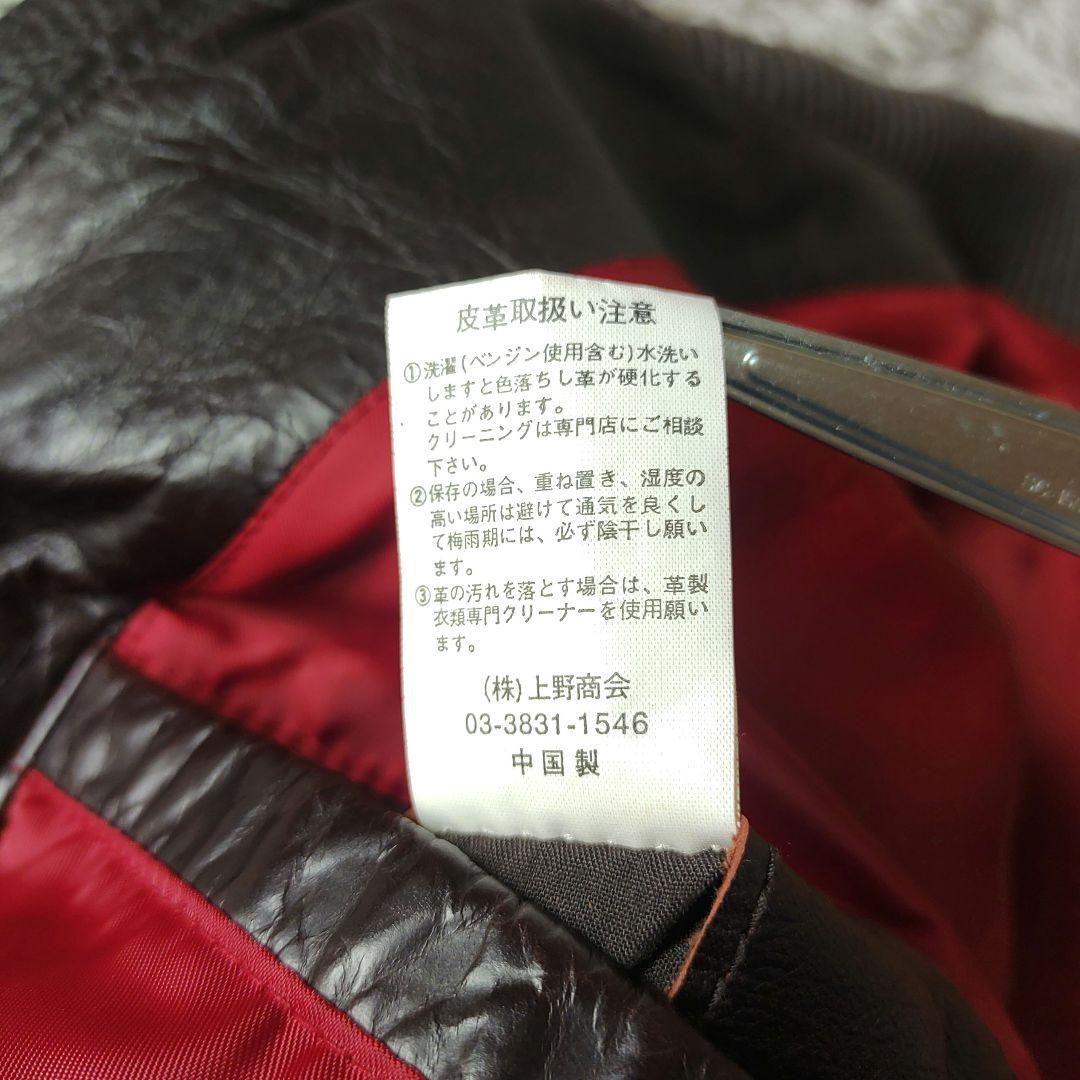 皮革取扱い注意
①洗濯(ベンジン使用含む)水洗い
しますと色落ちし革が硬化する
ことがあります。
クリーニングは専門店にご相談
下さい。
②保存の場合、重ね置き、湿度の
高い場所は避けて通気を良くし
て梅雨期には、必ず陰干し願い
ます。
③革の汚れを落とす場合は、革製
衣類専門クリーナーを使用願い
ます。
(株)上野商会
03-3831-1546
中国製